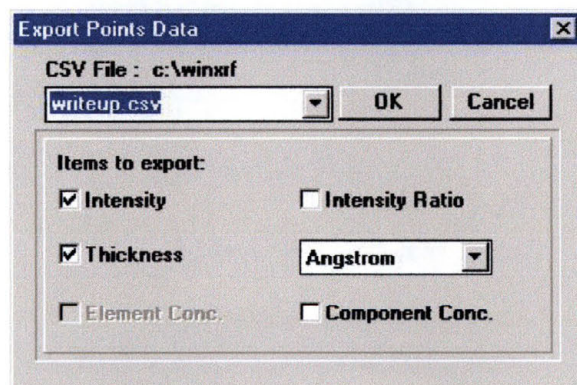 Export Points Data
CSV File : c:\winxrf
writeup.csv OK Cancel
Items to export:
Intensity Intensity Ratio
Thickness Angstrom
Element Conc. Component Conc.